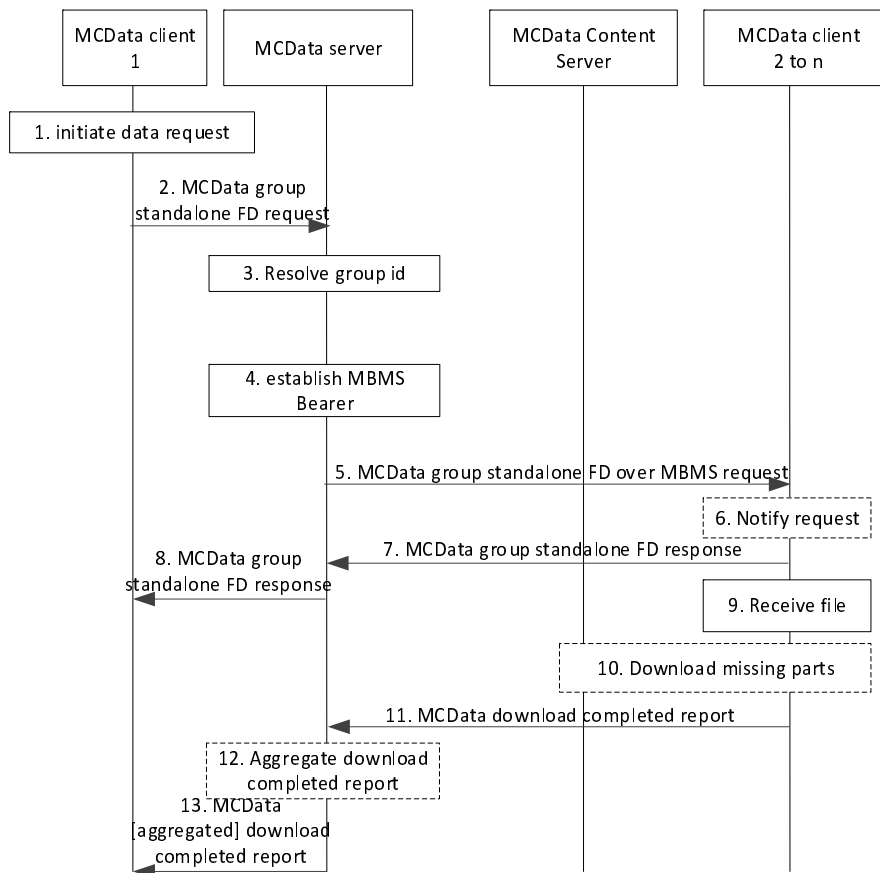 MCData client
1
MCData server
MCData Content
Server
MCData client
2 to n
1. initiate data request
2. MCData group
standalone FD request
3. Resolve group id
4. establish MBMS
Bearer
5. MCData group standalone FD over MBMS request
6. Notify request
7. MCData group standalone FD response
8. MCData group
standalone FD response
9. Receive file
10. Download missing parts
11. MCData download completed report
12. Aggregate download
completed report
13. MCData
[aggregated] download
completed report